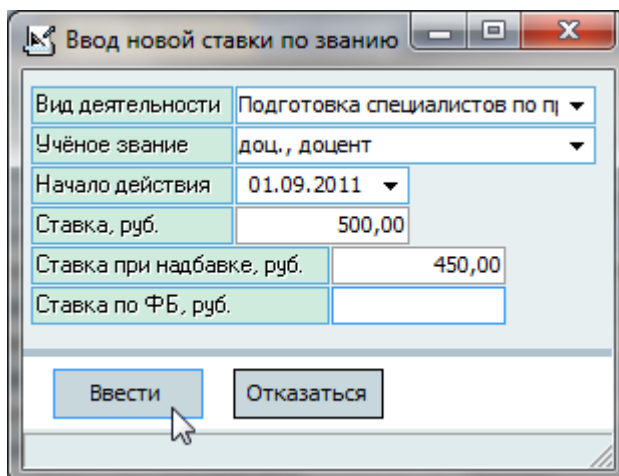 Ввод новой ставки по званию
Вид деятельности Подготовка специалистов по
Учёное звание доц., доцент
Начало действия 01.09.2011
Ставка, руб. 500,00
Ставка при надбавке, руб. 450,00
Ставка по ФБ, руб.
Ввести Отказаться